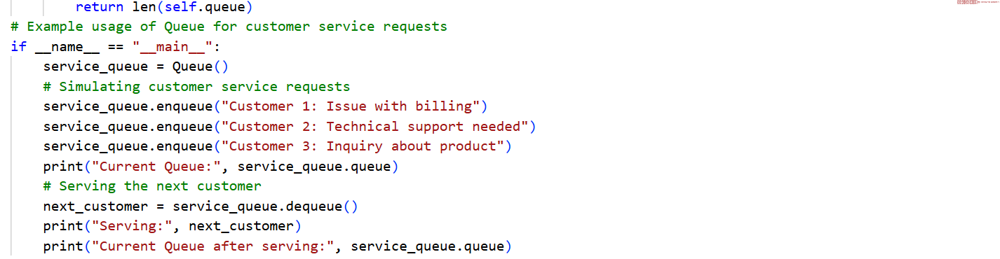 return len(self.queue)
# Example usage of Queue for customer service requests
if __name__ == "__main__":
    service_queue = Queue()
    # Simulating customer service requests
    service_queue.enqueue("Customer 1: Issue with billing")
    service_queue.enqueue("Customer 2: Technical support needed")
    service_queue.enqueue("Customer 3: Inquiry about product")
    print("Current Queue:", service_queue.queue)
    # Serving the next customer
    next_customer = service_queue.dequeue()
    print("Serving:", next_customer)
    print("Current Queue after serving:", service_queue.queue)